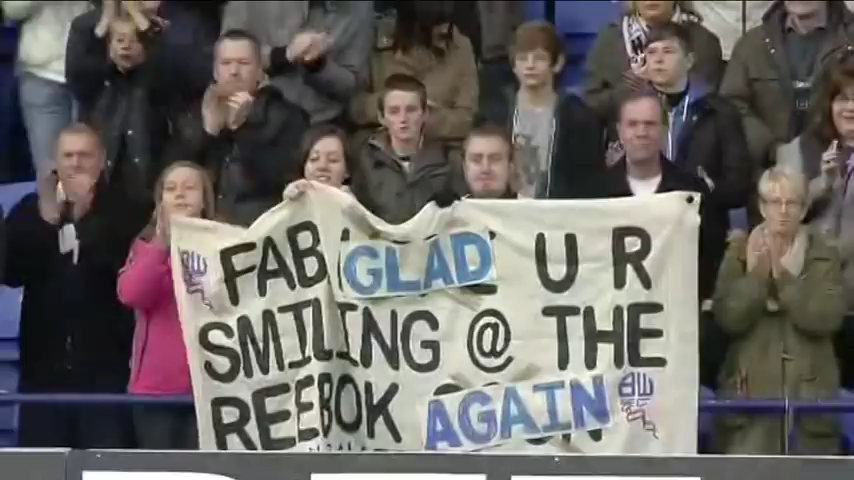 FAB GLAD U R
SMILING @ THE
REEBOK AGAIN